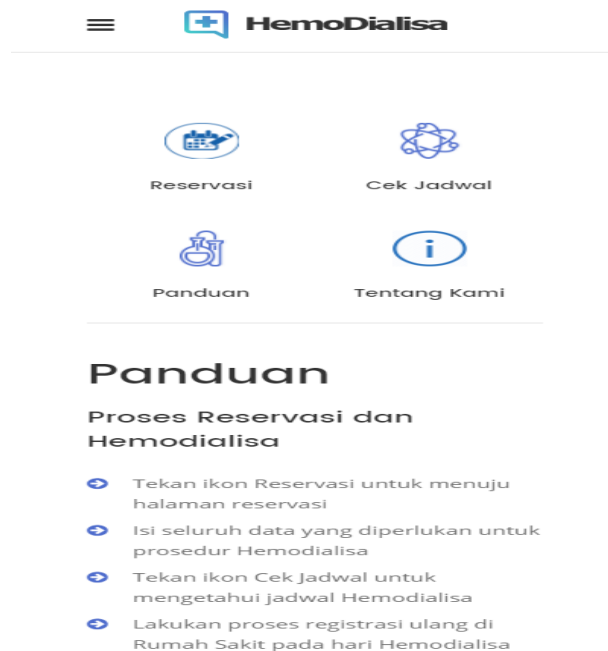 HemoDialisa
Reservasi
Cek Jadwal
Panduan
Tentang Kami
Panduan
Proses Reservasi dan
Hemodialisa
Tekan ikon Reservasi untuk menuju
halaman reservasi
Isi seluruh data yang diperlukan untuk
prosedur Hemodialisa
Tekan ikon Cek Jadwal untuk
mengetahui jadwal Hemodialisa
Lakukan proses registrasi ulang di
Rumah Sakit pada hari Hemodialisa